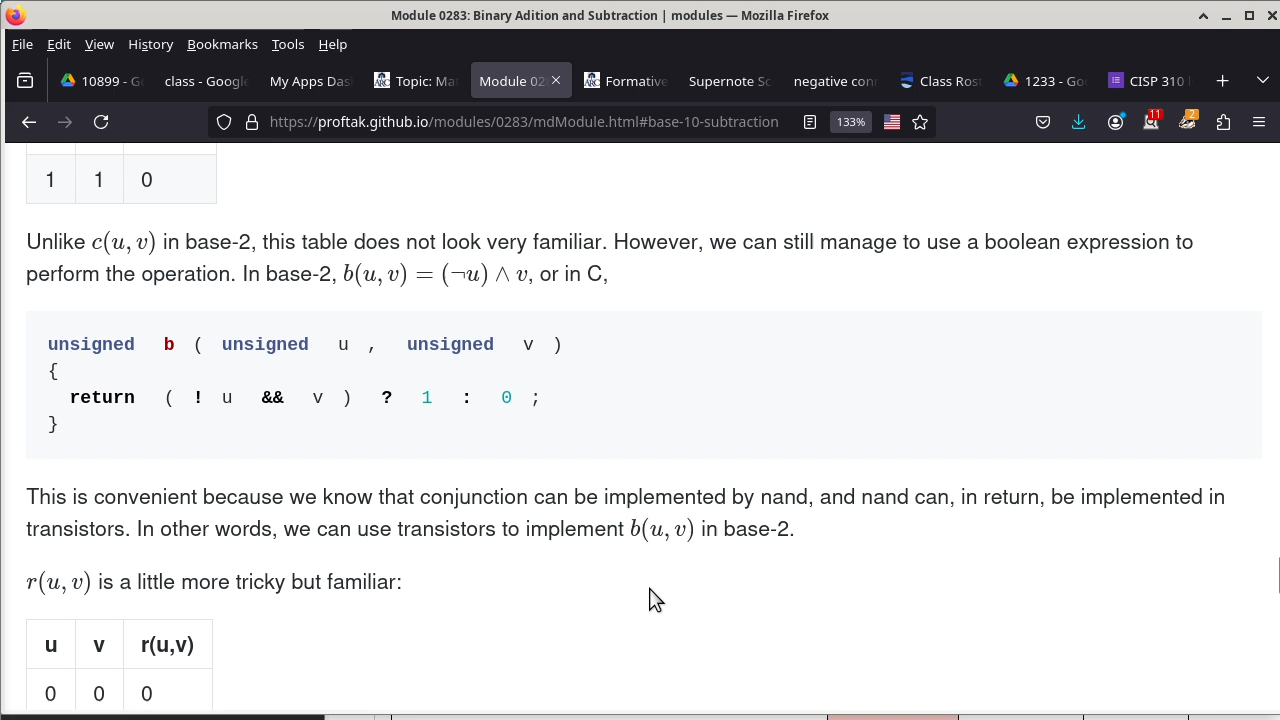 Module 0283: Binary Adition and Subtraction | modules — Mozilla Firefox
File Edit View History Bookmarks Tools Help
10899 - G class - Google My Apps Das Topic: Ma Module 02 Formative Supernote Sc negative con Class Ros 1233 - Goo CISP 310
https://proftak.github.io/modules/0283/mdModule.html#base-10-subtraction 133% 11 2
1 1 0
Unlike c(u, v) in base-2, this table does not look very familiar. However, we can still manage to use a boolean expression to
perform the operation. In base-2, b(u, v) = (¬u) ∧ v, or in C,
unsigned b ( unsigned u , unsigned v )
{
return ( ! u && v ) ? 1 : 0 ;
}
This is convenient because we know that conjunction can be implemented by nand, and nand can, in return, be implemented in
transistors. In other words, we can use transistors to implement b(u, v) in base-2.
r(u, v) is a little more tricky but familiar:
u v r(u,v)
0 0 0